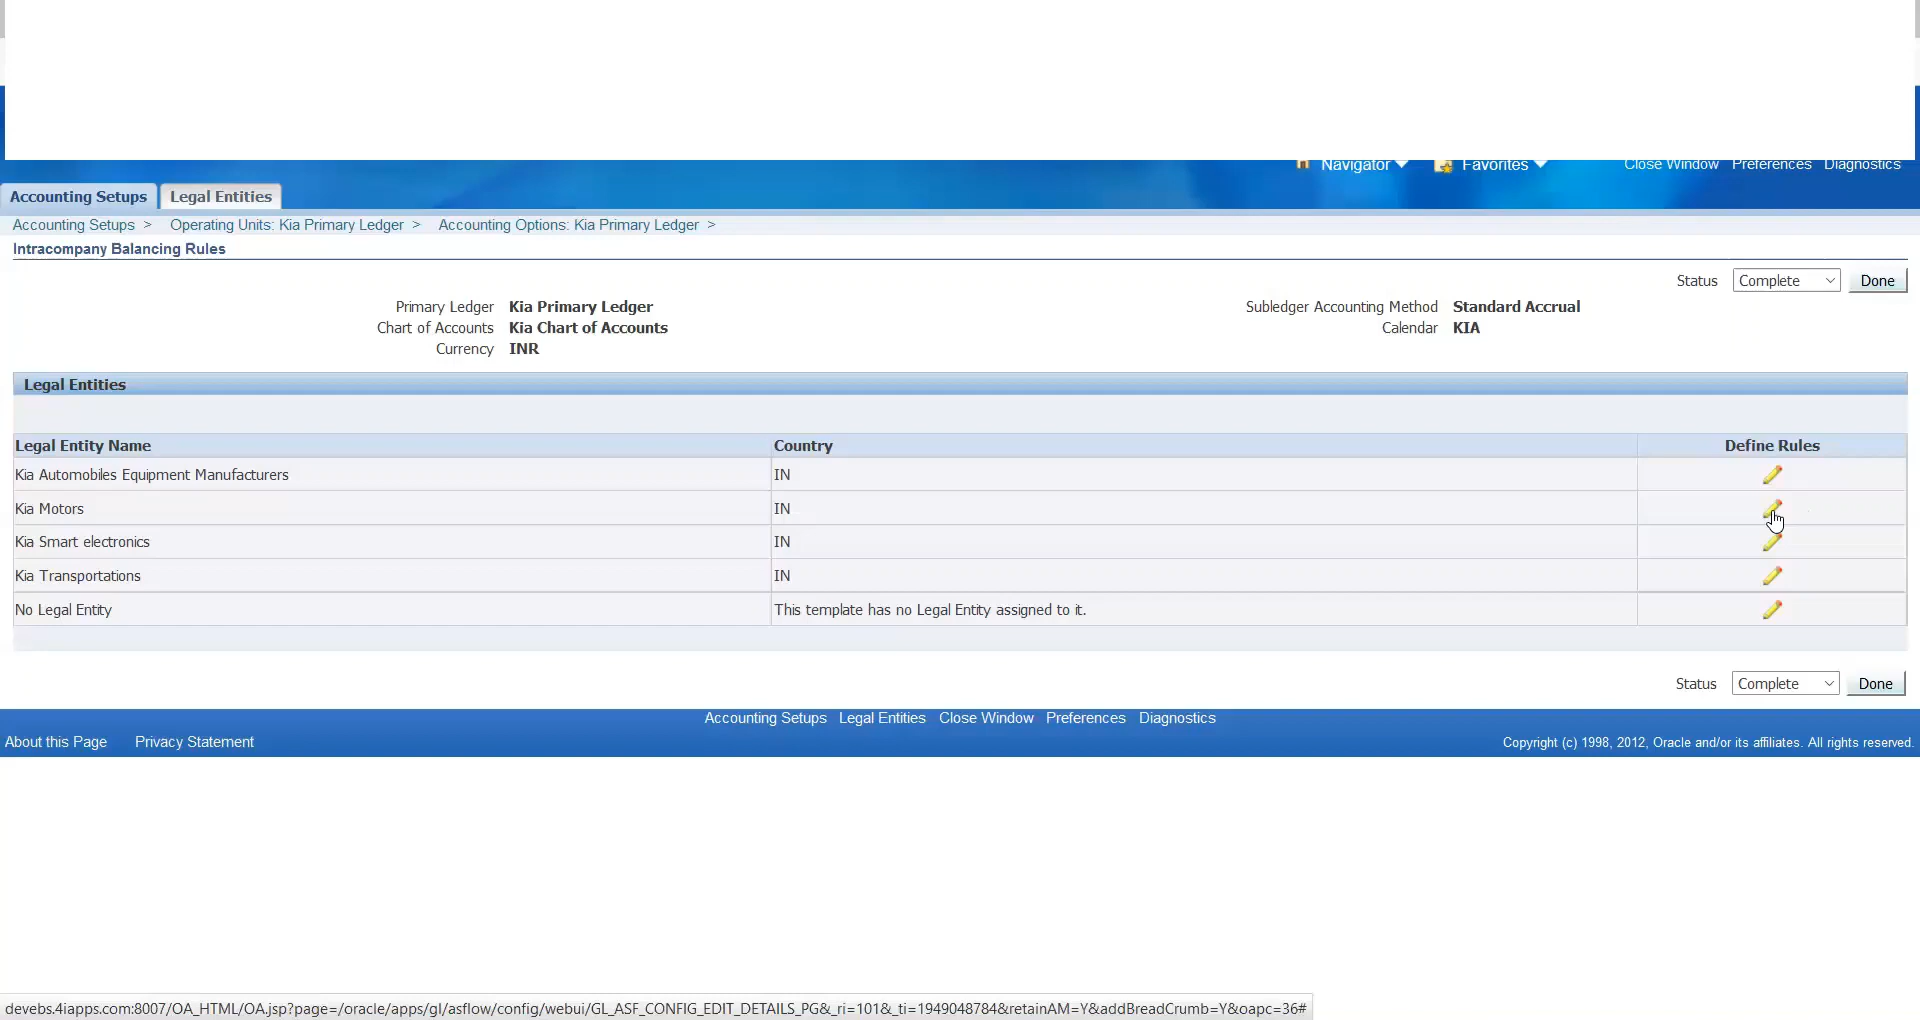 Navigator Favorites Close Window Preferences Diagnostics
Accounting Setups Legal Entities
Accounting Setups > Operating Units: Kia Primary Ledger > Accounting Options: Kia Primary Ledger >
Intracompany Balancing Rules
Status Complete Done
Primary Ledger Kia Primary Ledger Subledger Accounting Method Standard Accrual
Chart of Accounts Kia Chart of Accounts Calendar KIA
Currency INR
Legal Entities
Legal Entity Name Country Define Rules
Kia Automobiles Equipment Manufacturers IN
Kia Motors IN
Kia Smart electronics IN
Kia Transportations IN
No Legal Entity This template has no Legal Entity assigned to it.
Status Complete Done
Accounting Setups Legal Entities Close Window Preferences Diagnostics
About this Page Privacy Statement Copyright (c) 1998, 2012, Oracle and/or its affiliates. All rights reserved.
devebs.4iapps.com:8007/OA_HTML/OA.jsp?page=/oracle/apps/gl/asflow/config/webui/GL_ASF_CONFIG_EDIT_DETAILS_PG&_ri=101&_ti=1949048784&retainAM=Y&addBreadCrumb=Y&oapc=36#